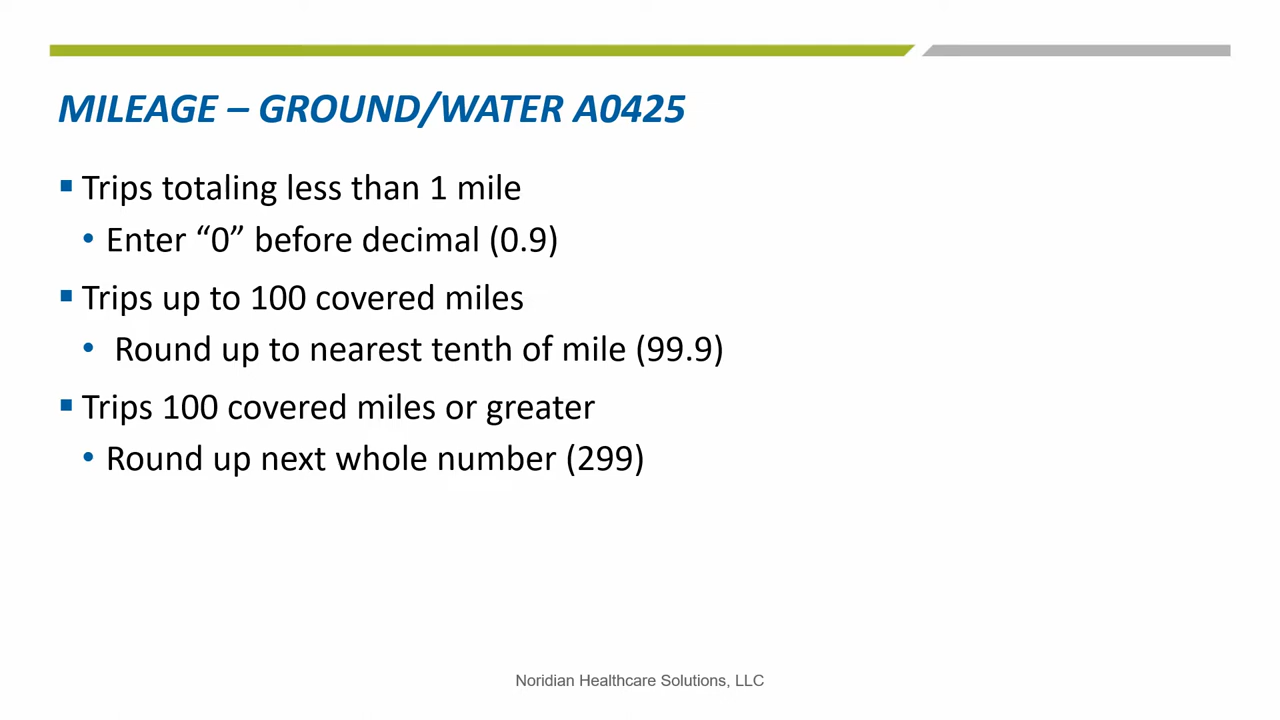 MILEAGE – GROUND/WATER A0425
▪ Trips totaling less than 1 mile
• Enter “0” before decimal (0.9)
▪ Trips up to 100 covered miles
• Round up to nearest tenth of mile (99.9)
▪ Trips 100 covered miles or greater
• Round up next whole number (299)
Noridian Healthcare Solutions, LLC